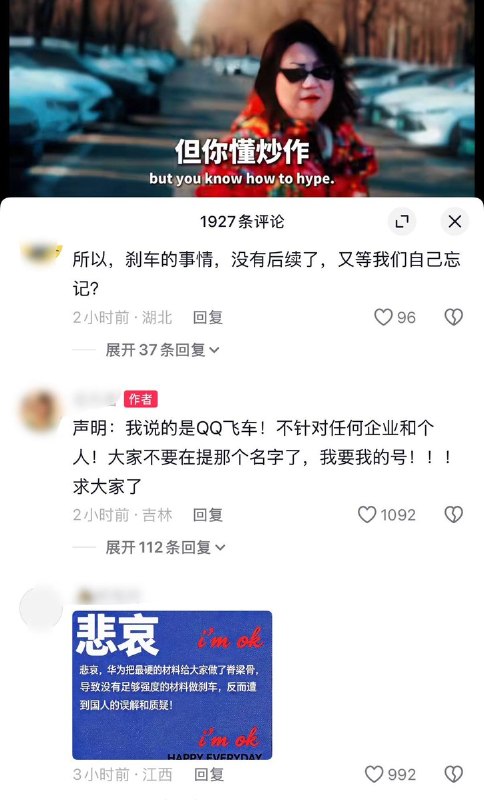 但你懂炒作
but you know how to hype.
1927条评论
所以，刹车的事情，没有后续了，又等我们自己忘
记？
2小时前 · 湖北 回复 96
展开37条回复
作者
声明：我说的是QQ飞车！不针对任何企业和个
人！大家不要在提那个名字了，我要我的号！！！
求大家了
2小时前 · 吉林 回复 1092
展开112条回复
悲哀 i'm ok
悲哀，华为把最硬的材料给大家做了脊梁骨，
导致没有足够强度的材料做刹车，反而遭
到国人的误解和质疑！
i'm ok
HAPPY EVERYDAY
3小时前 · 江西 回复 992